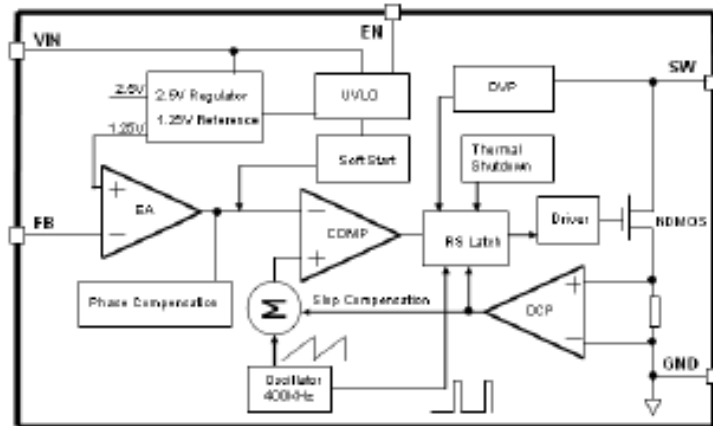 EN
VIN
SW
2.5V
2.5V Regulator
1.25V Reference
1.25V
UVLO
OVP
Soft Start
Thermal
Shutdown
EA
COMP
RS Latch
Driver
NDMOS
FB
Phase Compensation
Σ
Slop Compensation
OCP
Oscillator
400kHz
GND
+
−
−
+
+
−